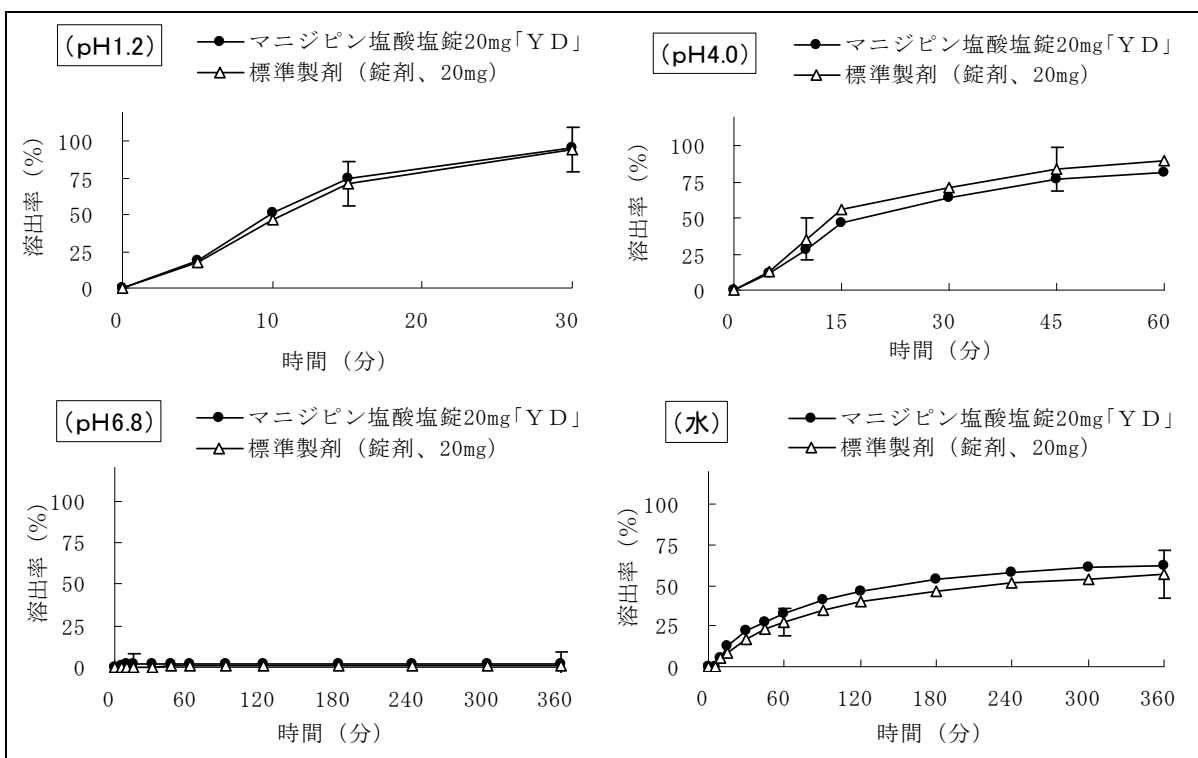 (pH1.2)
マニジピン塩酸塩錠20mg「ＹＤ」
標準製剤（錠剤、20mg）
溶出率（%）
100
75
50
25
0
0 10 20 30
時間（分）
(pH4.0)
マニジピン塩酸塩錠20mg「ＹＤ」
標準製剤（錠剤、20mg）
溶出率（%）
100
75
50
25
0
0 15 30 45 60
時間（分）
(pH6.8)
マニジピン塩酸塩錠20mg「ＹＤ」
標準製剤（錠剤、20mg）
溶出率（%）
100
75
50
25
0
0 60 120 180 240 300 360
時間（分）
(水)
マニジピン塩酸塩錠20mg「ＹＤ」
標準製剤（錠剤、20mg）
溶出率（%）
100
75
50
25
0
0 60 120 180 240 300 360
時間（分）